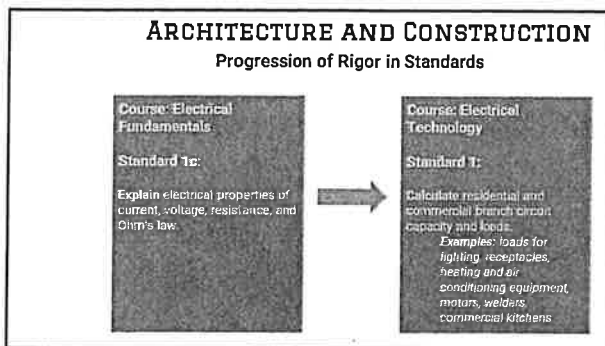 ARCHITECTURE AND CONSTRUCTION
Progression of Rigor in Standards
Course: Electrical
Fundamentals
Standard 1c:
Explain electrical properties of
current, voltage, resistance, and
Ohm's law.
Course: Electrical
Technology
Standard 1:
Calculate residential and
commercial branch circuit
capacity and loads.
Examples: loads for
lighting, receptacles,
heating and air
conditioning equipment,
motors, welders,
commercial kitchens